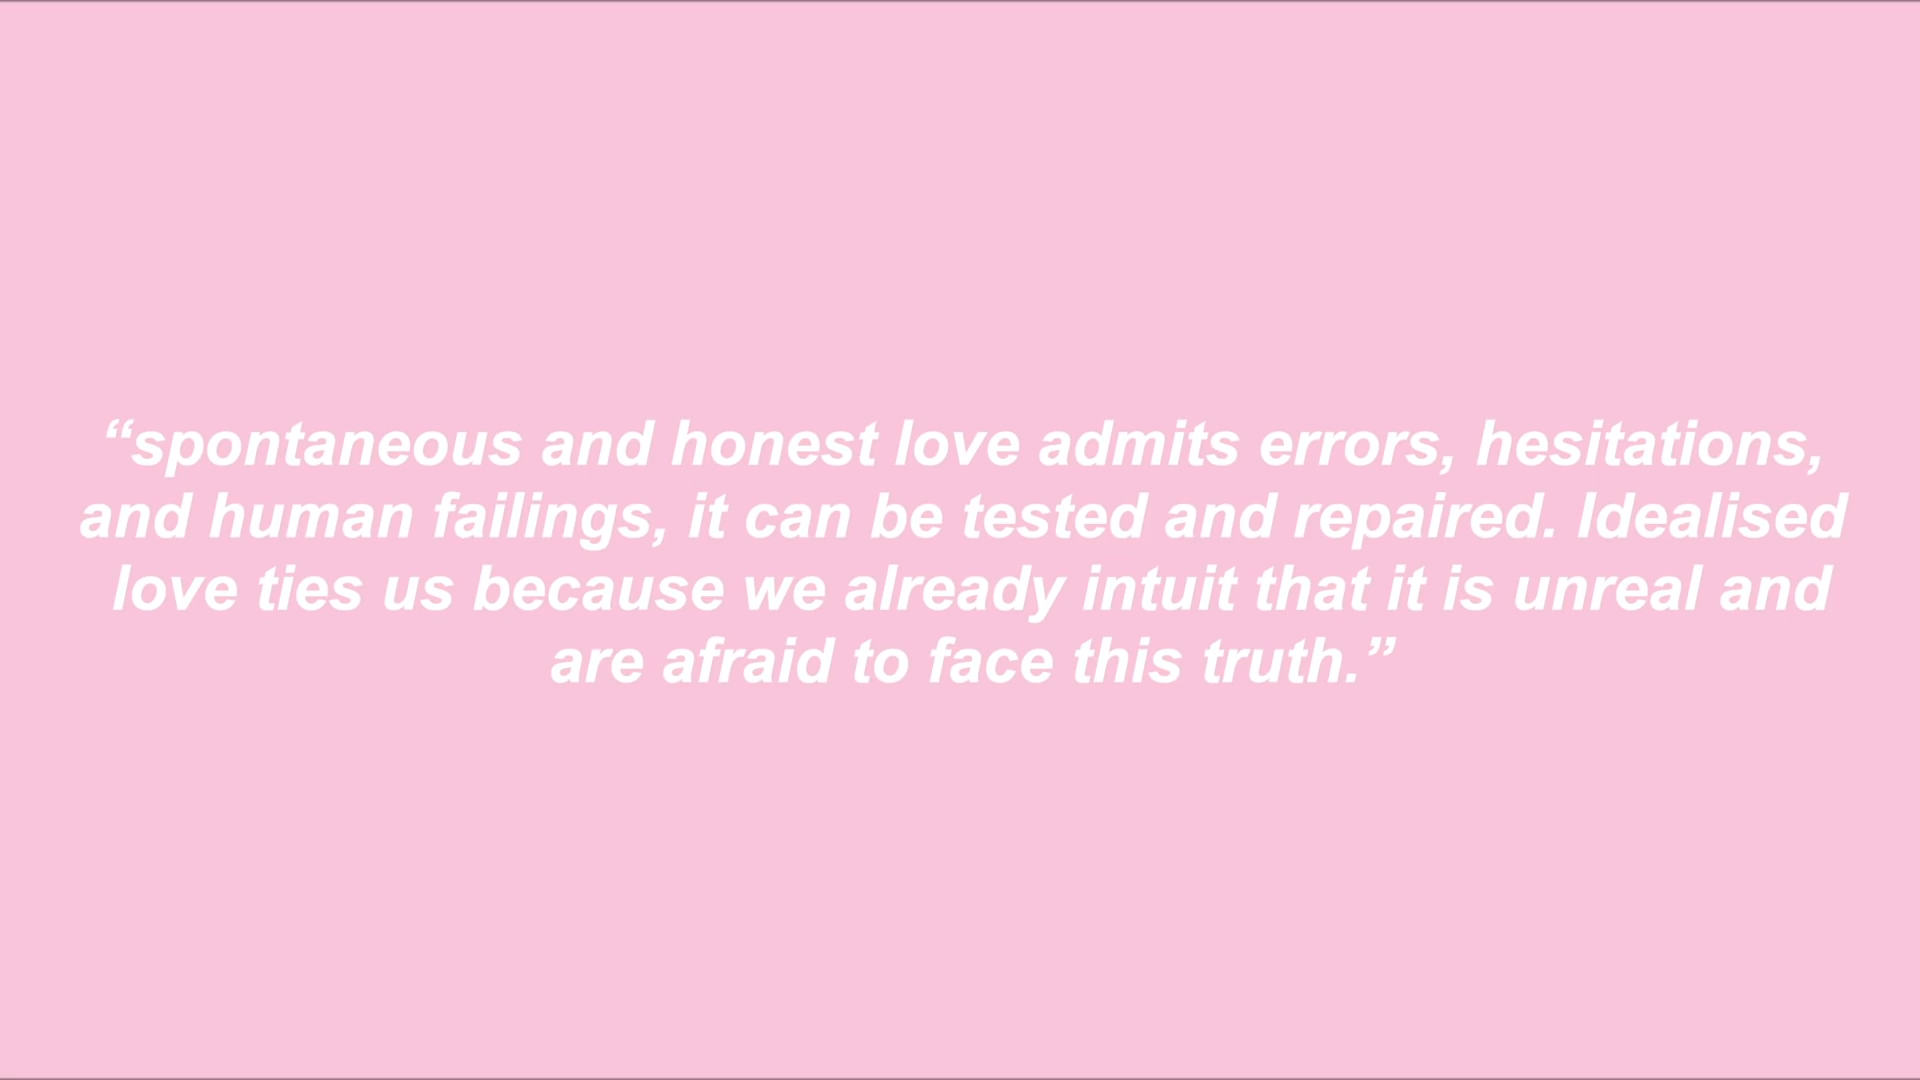 “spontaneous and honest love admits errors, hesitations,
and human failings, it can be tested and repaired. Idealised
love ties us because we already intuit that it is unreal and
are afraid to face this truth.”